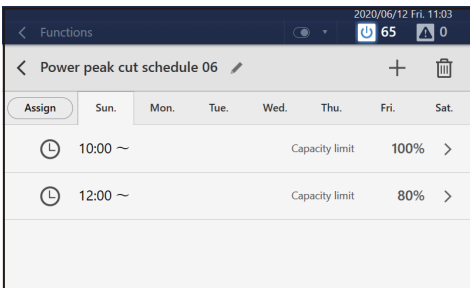 2020/06/12 Fri. 11:03
Functions 65 0
Power peak cut schedule 06
Assign Sun. Mon. Tue. Wed. Thu. Fri. Sat.
10:00 ~ Capacity limit 100%
12:00 ~ Capacity limit 80%